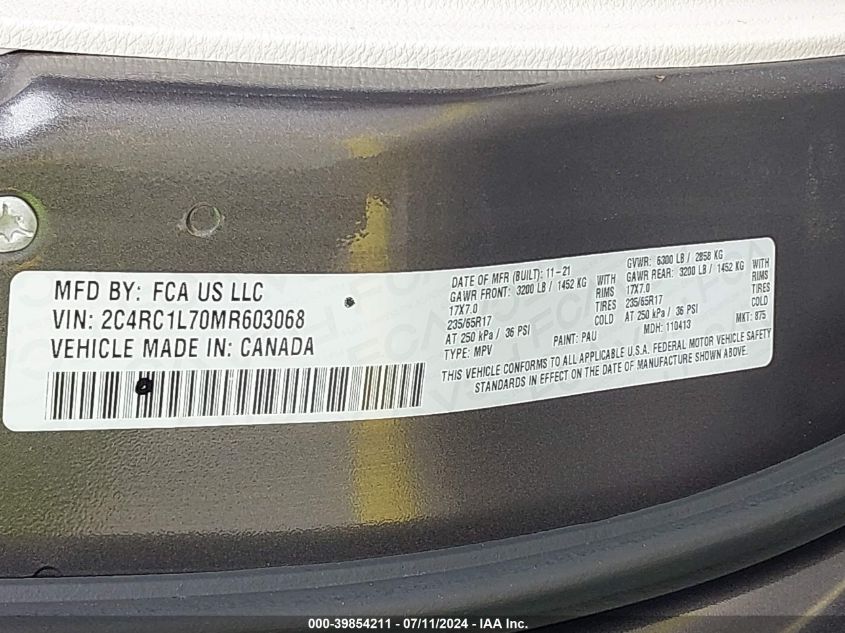 MFD BY: FCA US LLC
VIN: 2C4RC1L70MR603068
VEHICLE MADE IN: CANADA
DATE OF MFR (BUILT): 11-21
GAWR FRONT: 3200 LB / 1452 KG WITH
17X7.0 RIMS
235/65R17 TIRES
AT 250 kPa / 36 PSI COLD
TYPE: MPV PAINT: PAU
GVWR: 6300 LB / 2858 KG
GAWR REAR: 3200 LB / 1452 KG WITH
17X7.0 RIMS
235/65R17 TIRES
AT 250 kPa / 36 PSI COLD
MDH: 110413 MKT: 875
THIS VEHICLE CONFORMS TO ALL APPLICABLE U.S.A. FEDERAL MOTOR VEHICLE SAFETY
STANDARDS IN EFFECT ON THE DATE OF MANUFACTURE SHOWN ABOVE.
000-39854211 - 07/11/2024 - IAA Inc.